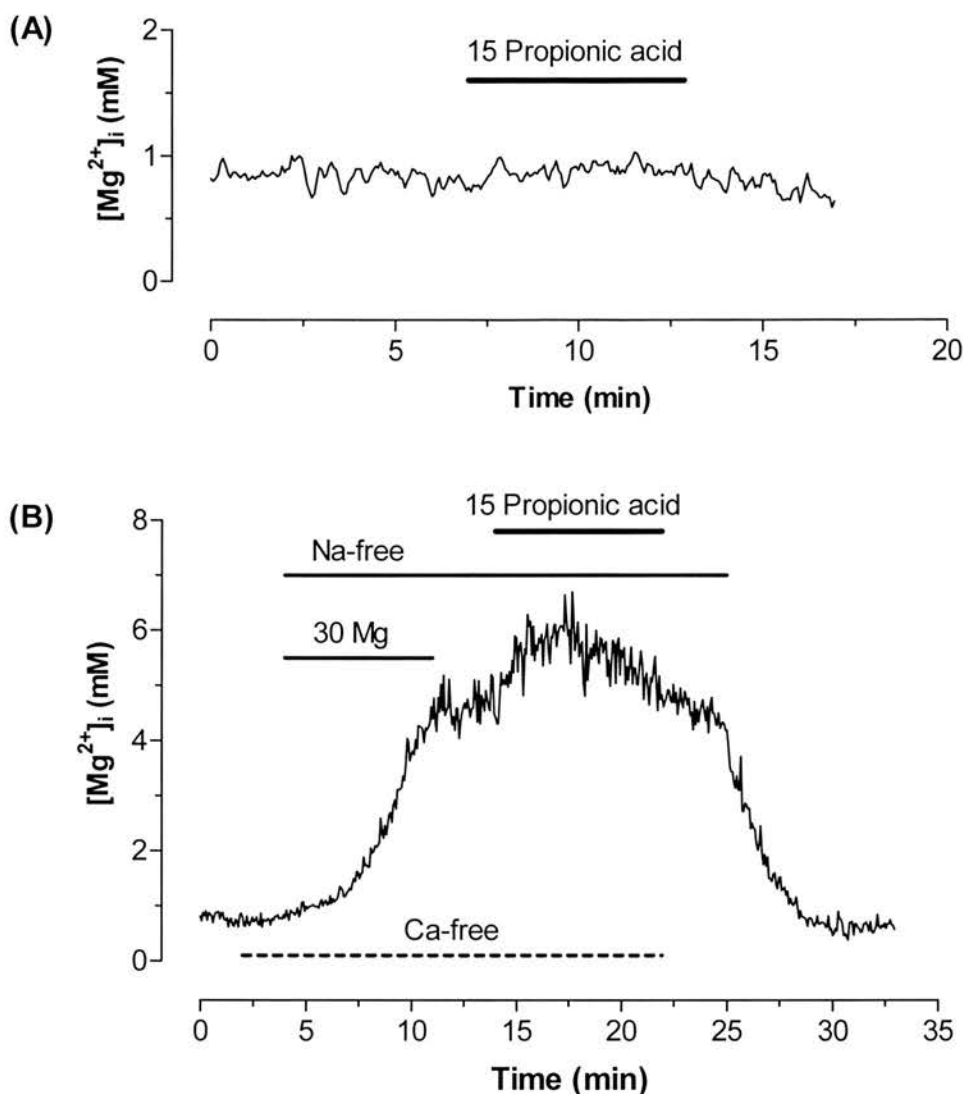 (A)
2
15 Propionic acid
1
0
[Mg²⁺]ᵢ (mM)
0 5 10 15 20
Time (min)
(B)
15 Propionic acid
8
Na-free
6
30 Mg
4
2
[Mg²⁺]ᵢ (mM)
Ca-free
0
0 5 10 15 20 25 30 35
Time (min)